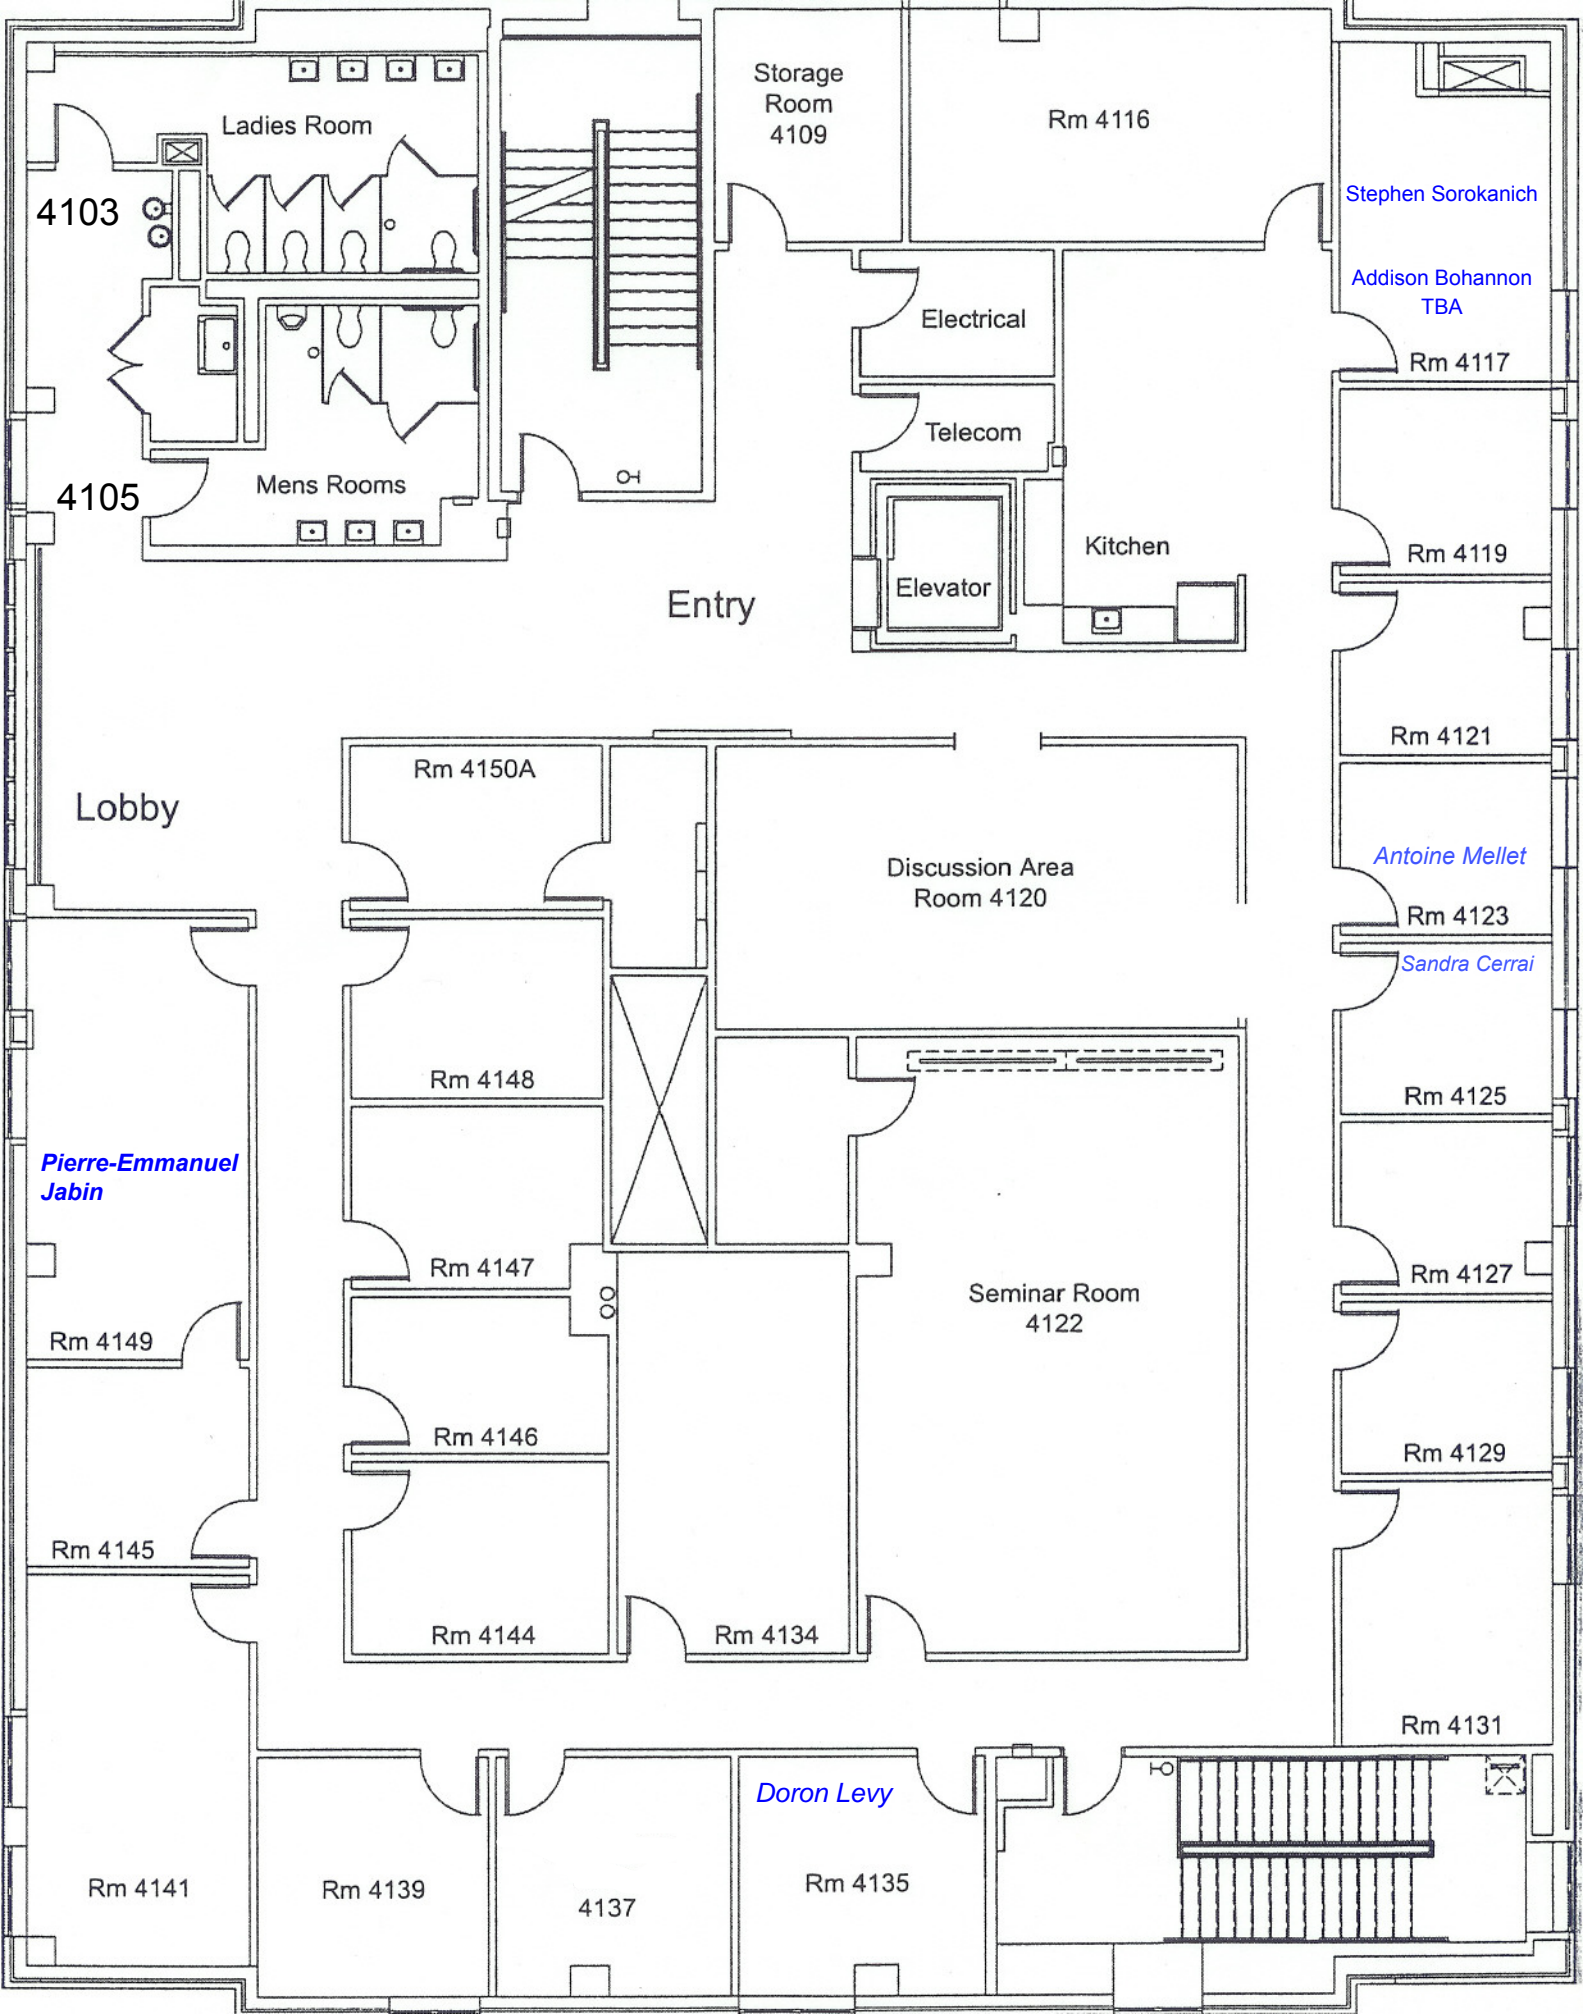 Ladies Room
4103
4105
Mens Rooms
Storage
Room
4109
Rm 4116
Stephen Sorokanich
Addison Bohannon
TBA
Rm 4117
Electrical
Telecom
Elevator
Kitchen
Entry
Rm 4119
Rm 4121
Lobby
Rm 4150A
Discussion Area
Room 4120
Antoine Mellet
Rm 4123
Sandra Cerrai
Rm 4125
Rm 4148
Pierre-Emmanuel
Jabin
Rm 4149
Rm 4147
Seminar Room
4122
Rm 4127
Rm 4146
Rm 4129
Rm 4145
Rm 4144
Rm 4134
Rm 4131
Rm 4141
Rm 4139
4137
Doron Levy
Rm 4135